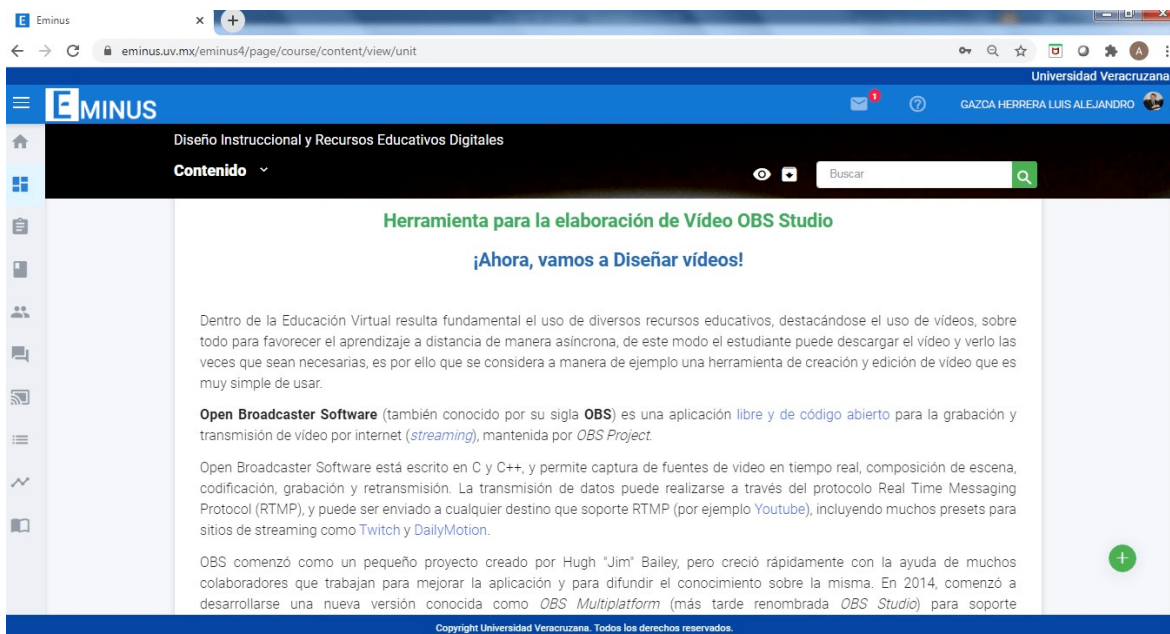 Eminus
eminus.uv.mx/eminus4/page/course/content/view/unit
A
Universidad Veracruzana
EMINUS
1
GAZCA HERRERA LUIS ALEJANDRO
Diseño Instruccional y Recursos Educativos Digitales
Contenido
Buscar
Herramienta para la elaboración de Vídeo OBS Studio
¡Ahora, vamos a Diseñar vídeos!
Dentro de la Educación Virtual resulta fundamental el uso de diversos recursos educativos, destacándose el uso de vídeos, sobre
todo para favorecer el aprendizaje a distancia de manera asíncrona, de este modo el estudiante puede descargar el vídeo y verlo las
veces que sean necesarias, es por ello que se considera a manera de ejemplo una herramienta de creación y edición de vídeo que es
muy simple de usar.
Open Broadcaster Software (también conocido por su sigla OBS) es una aplicación libre y de código abierto para la grabación y
transmisión de vídeo por internet (streaming), mantenida por OBS Project.
Open Broadcaster Software está escrito en C y C++, y permite captura de fuentes de video en tiempo real, composición de escena,
codificación, grabación y retransmisión. La transmisión de datos puede realizarse a través del protocolo Real Time Messaging
Protocol (RTMP), y puede ser enviado a cualquier destino que soporte RTMP (por ejemplo Youtube), incluyendo muchos presets para
sitios de streaming como Twitch y DailyMotion.
OBS comenzó como un pequeño proyecto creado por Hugh "Jim" Bailey, pero creció rápidamente con la ayuda de muchos
colaboradores que trabajan para mejorar la aplicación y para difundir el conocimiento sobre la misma. En 2014, comenzó a
desarrollarse una nueva versión conocida como OBS Multiplatform (más tarde renombrada OBS Studio) para soporte
Copyright Universidad Veracruzana. Todos los derechos reservados.